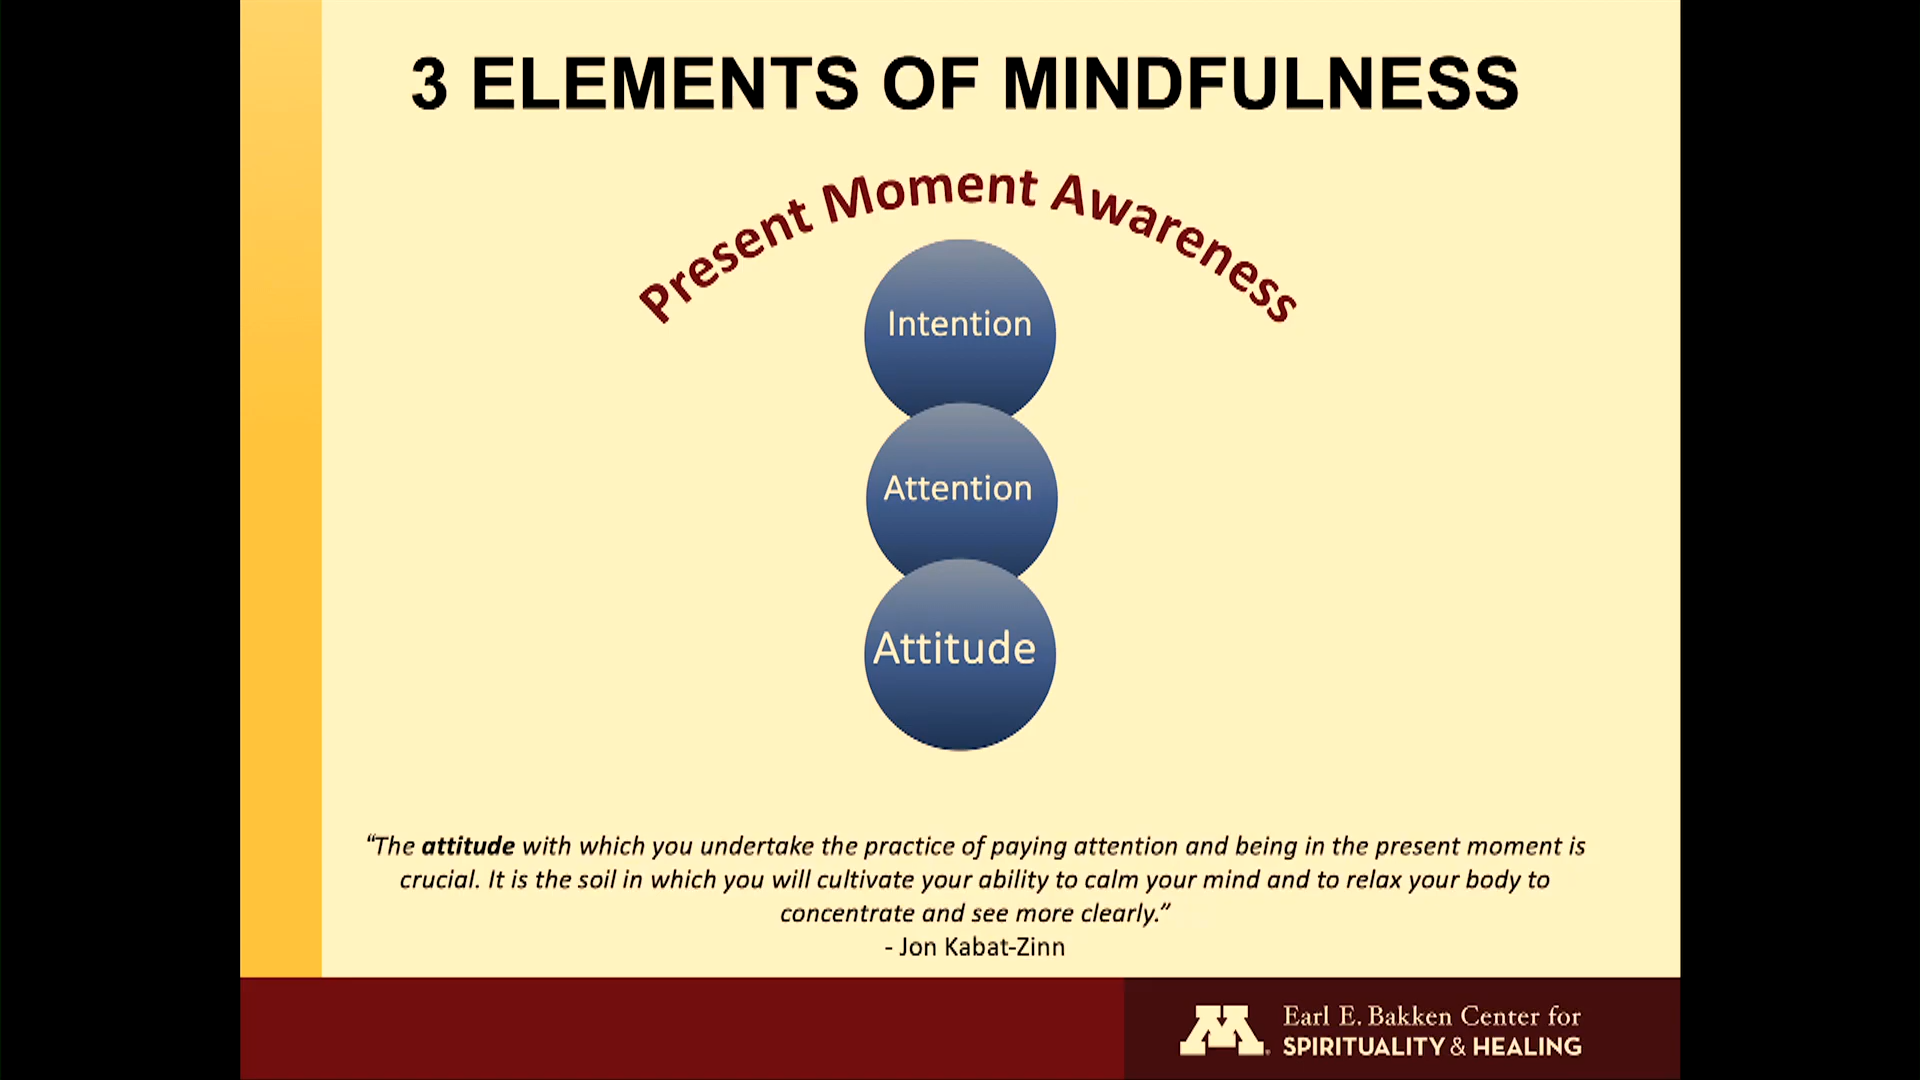 3 ELEMENTS OF MINDFULNESS
Present Moment Awareness
Intention
Attention
Attitude
“The attitude with which you undertake the practice of paying attention and being in the present moment is
crucial. It is the soil in which you will cultivate your ability to calm your mind and to relax your body to
concentrate and see more clearly.”
- Jon Kabat-Zinn
M
Earl E. Bakken Center for
SPIRITUALITY & HEALING